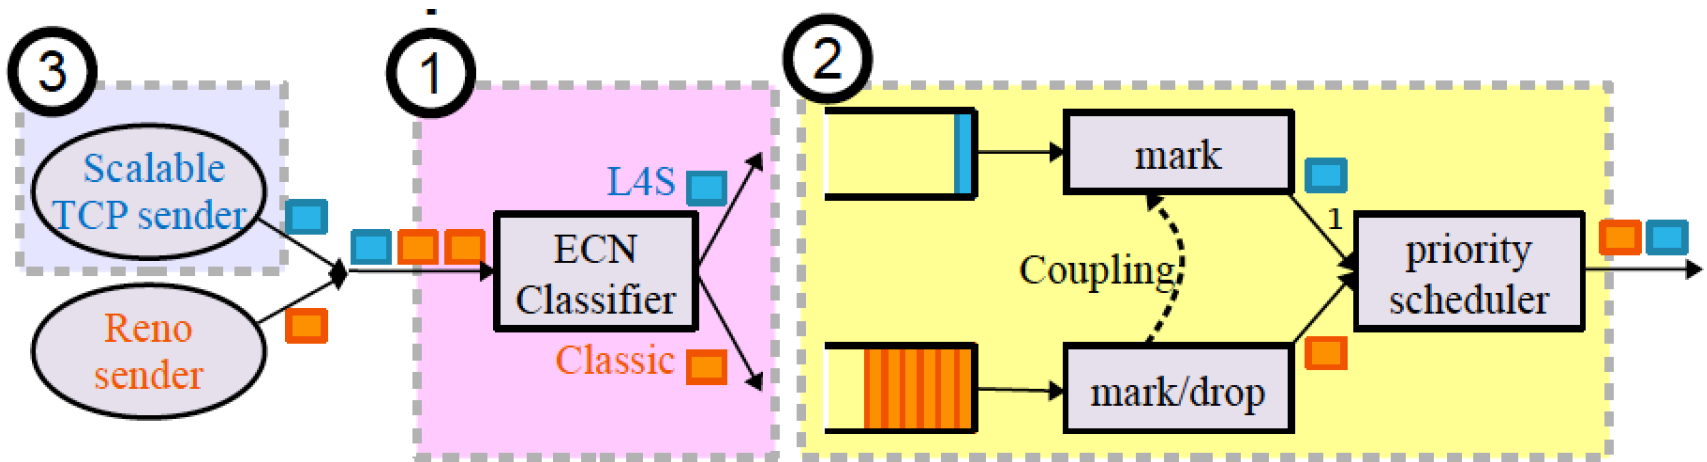 3
1
2
Scalable
TCP sender
Reno
sender
L4S
ECN
Classifier
Classic
mark
Coupling
mark/drop
1
priority
scheduler